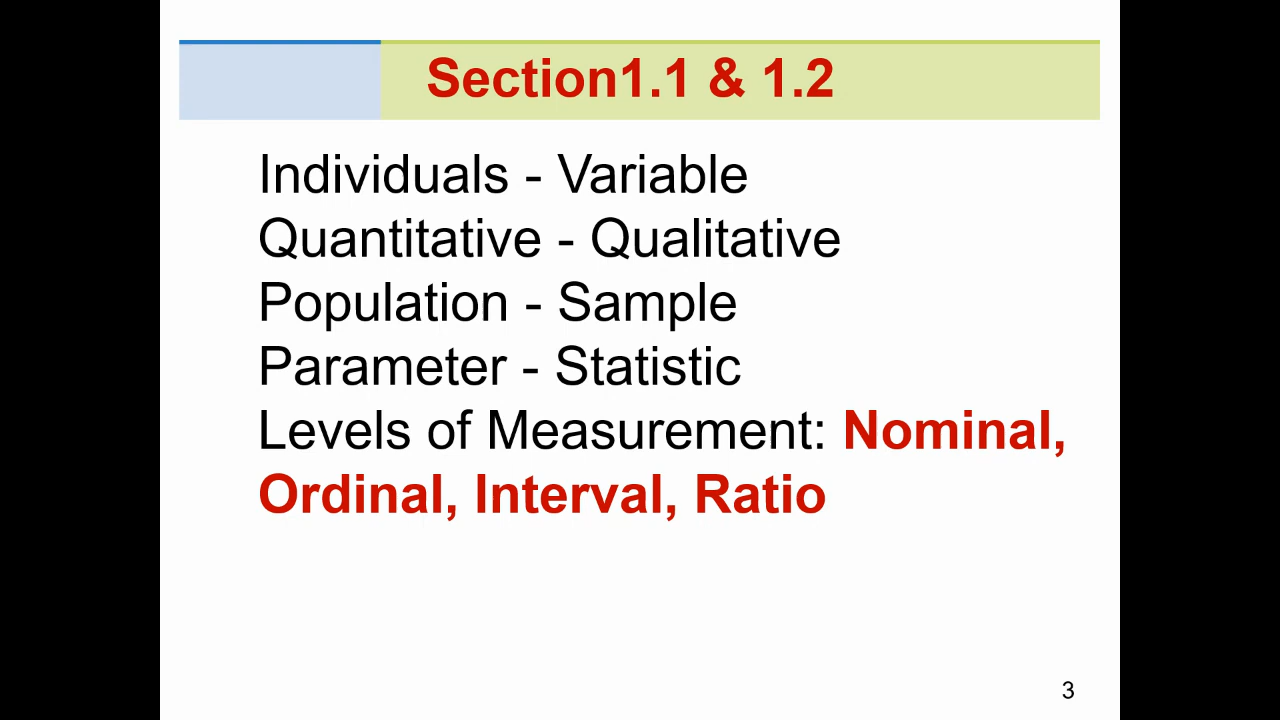 Section1.1 & 1.2
Individuals - Variable
Quantitative - Qualitative
Population - Sample
Parameter - Statistic
Levels of Measurement: Nominal,
Ordinal, Interval, Ratio
3